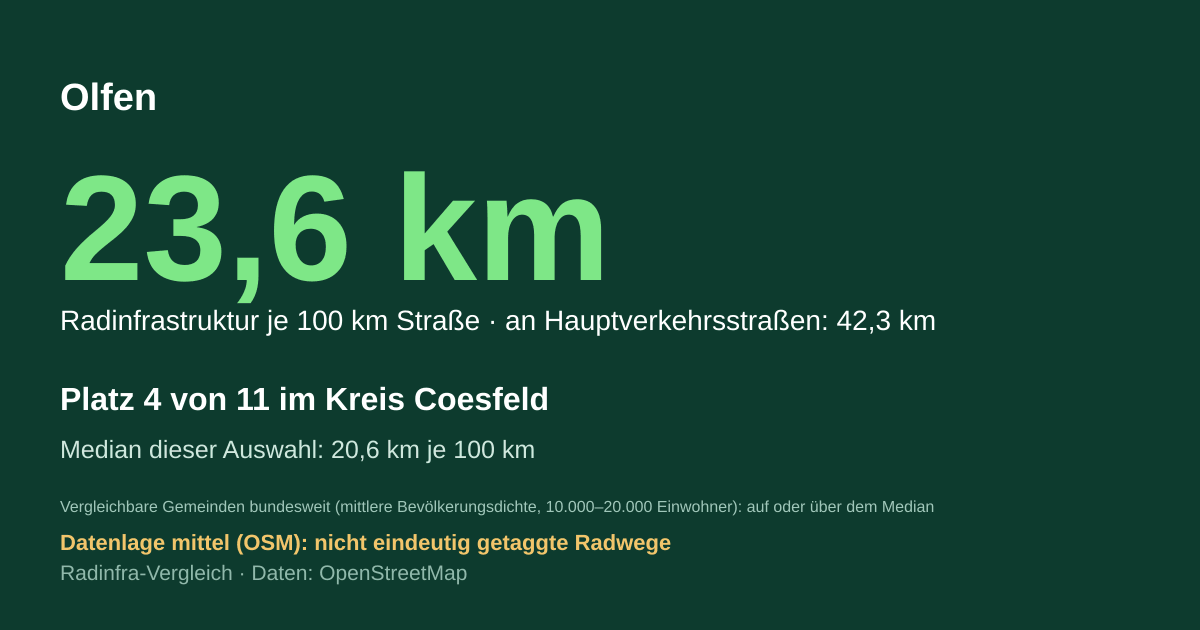 Olfen
23,6 km
Radinfrastruktur je 100 km Straße · an Hauptverkehrsstraßen: 42,3 km
Platz 4 von 11 im Kreis Coesfeld
Median dieser Auswahl: 20,6 km je 100 km
Vergleichbare Gemeinden bundesweit (mittlere Bevölkerungsdichte, 10.000–20.000 Einwohner): auf oder über dem Median
Datenlage mittel (OSM): nicht eindeutig getaggte Radwege
Radinfra-Vergleich · Daten: OpenStreetMap